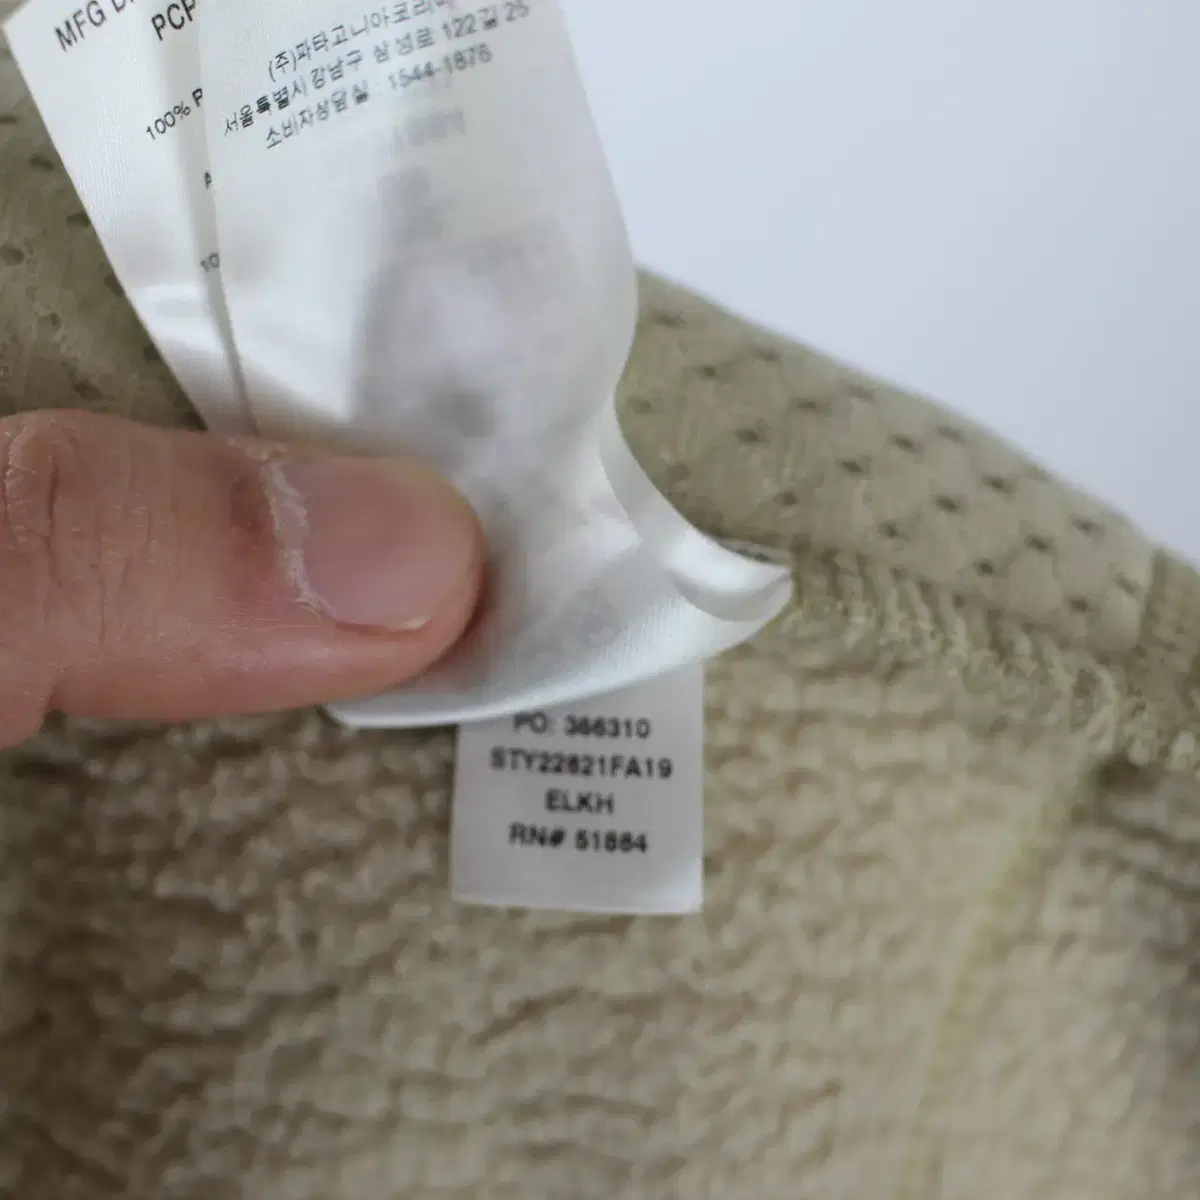 MFG D
PCP
100% P
A
10
(주)파타고니아코리아
서울특별시 강남구 삼성로 122길 25
소비자상담실 : 1544-1876
PO: 366310
STY22821FA19
ELKH
RN# 51884